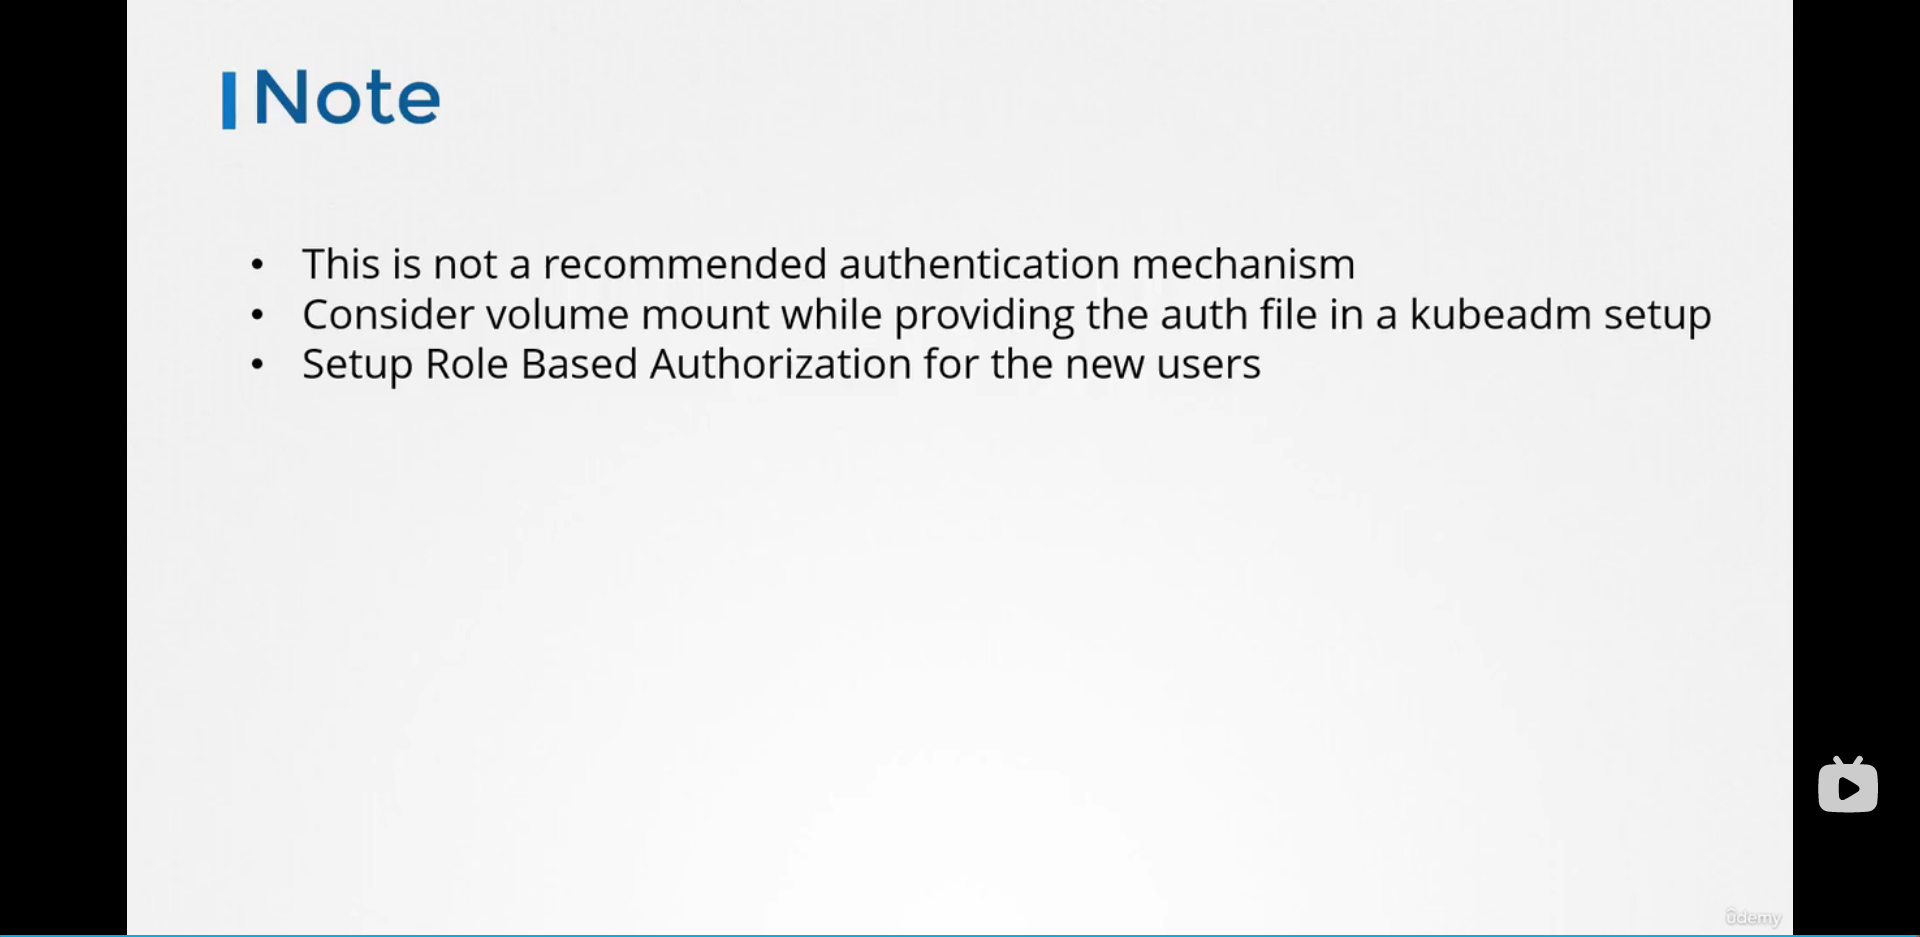 Note
• This is not a recommended authentication mechanism
• Consider volume mount while providing the auth file in a kubeadm setup
• Setup Role Based Authorization for the new users
ûdemy